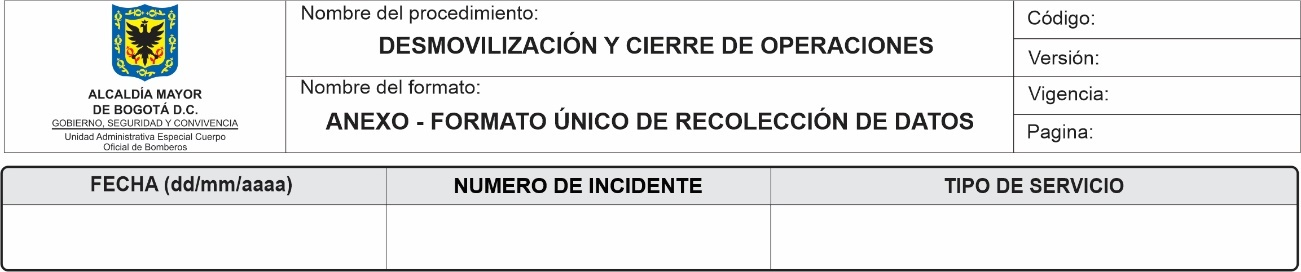 ALCALDÍA MAYOR
DE BOGOTÁ D.C.
GOBIERNO, SEGURIDAD Y CONVIVENCIA
Unidad Administrativa Especial Cuerpo
Oficial de Bomberos
Nombre del procedimiento:
DESMOVILIZACIÓN Y CIERRE DE OPERACIONES
Nombre del formato:
ANEXO - FORMATO ÚNICO DE RECOLECCIÓN DE DATOS
Código:
Versión:
Vigencia:
Pagina:
FECHA (dd/mm/aaaa)
NUMERO DE INCIDENTE
TIPO DE SERVICIO